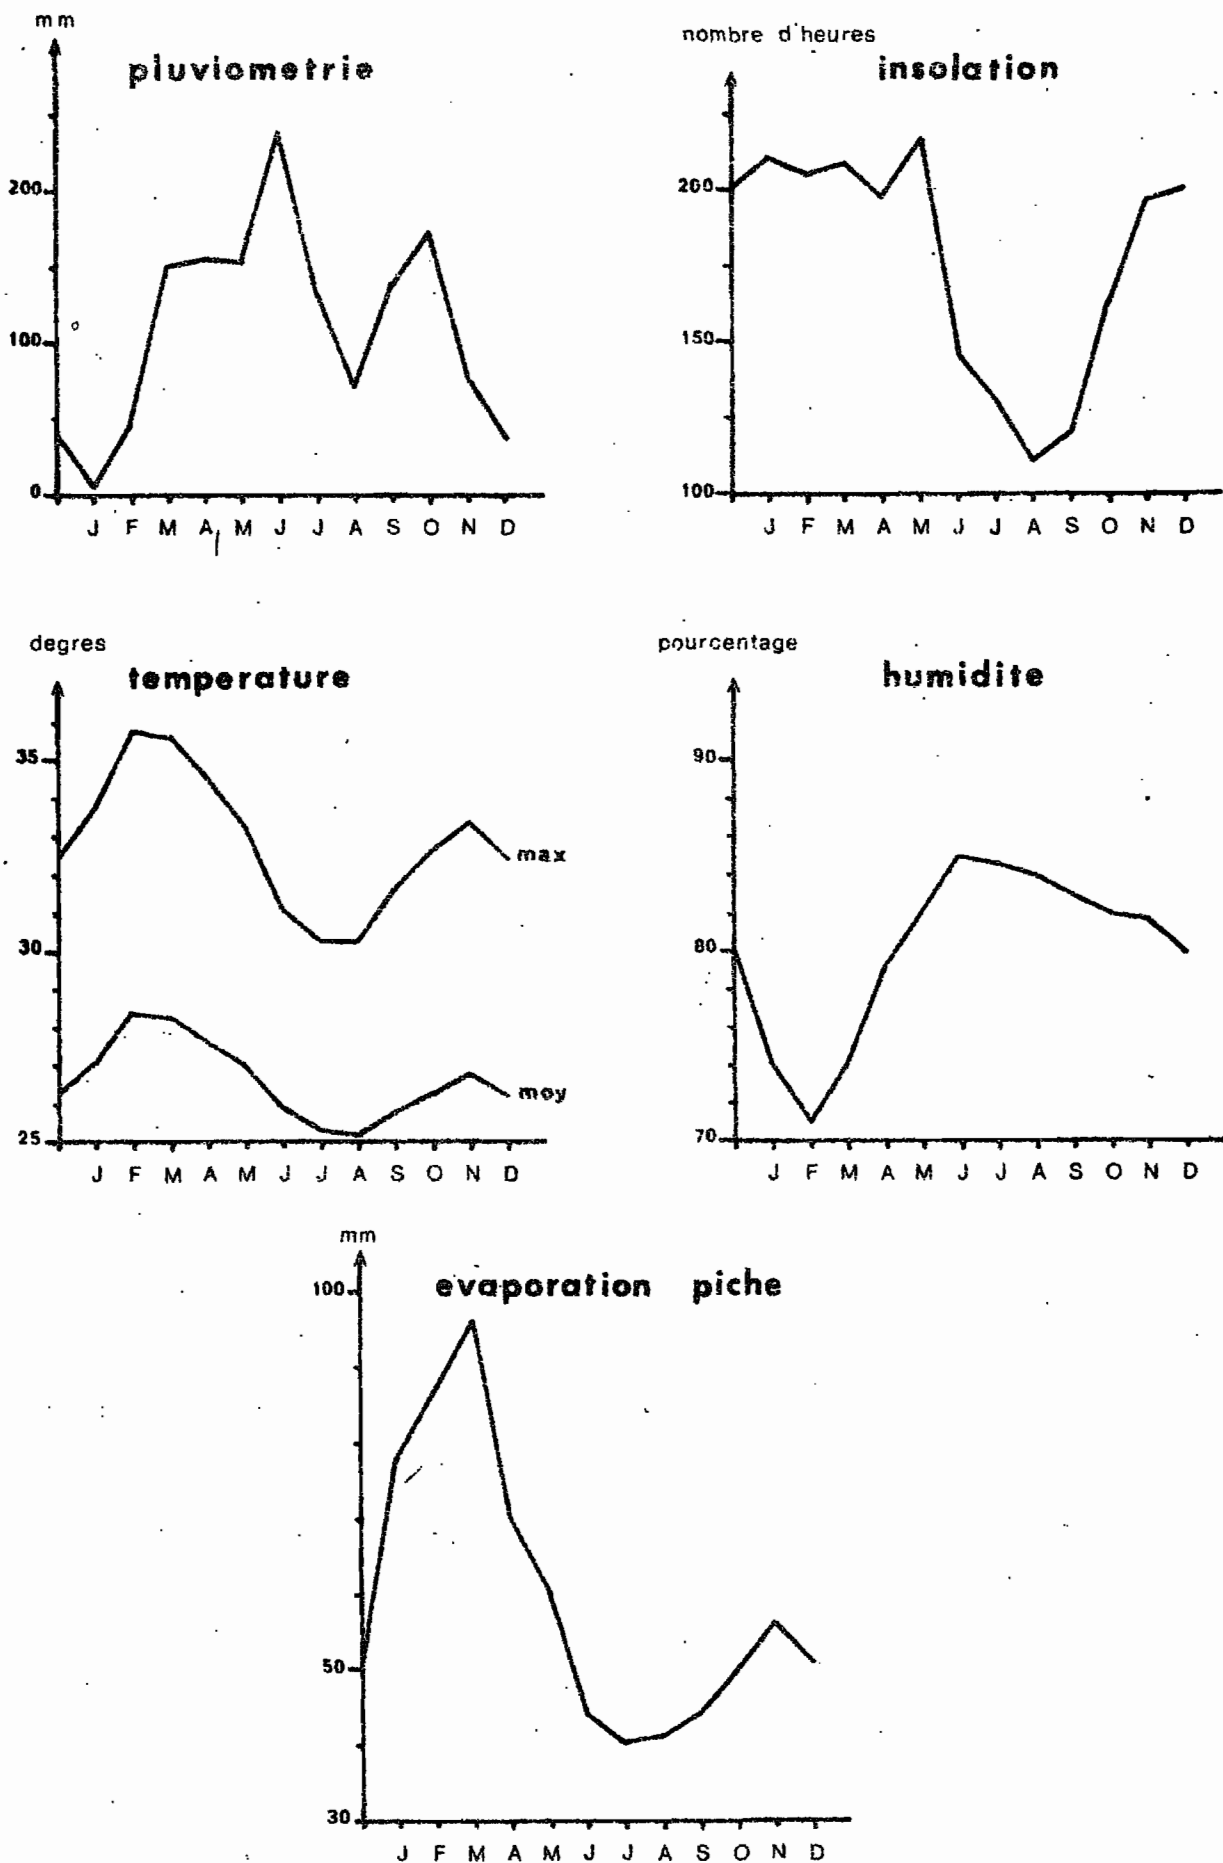 mm
pluviometrie
200
100
0
J F M A M J J A S O N D
nombre d'heures
insolation
200
150
100
J F M A M J J A S O N D
degres
temperature
35
30
25
max
moy
J F M A M J J A S O N D
pourcentage
humidite
90
80
70
J F M A M J J A S O N D
mm
evaporation piche
100
50
30
J F M A M J J A S O N D